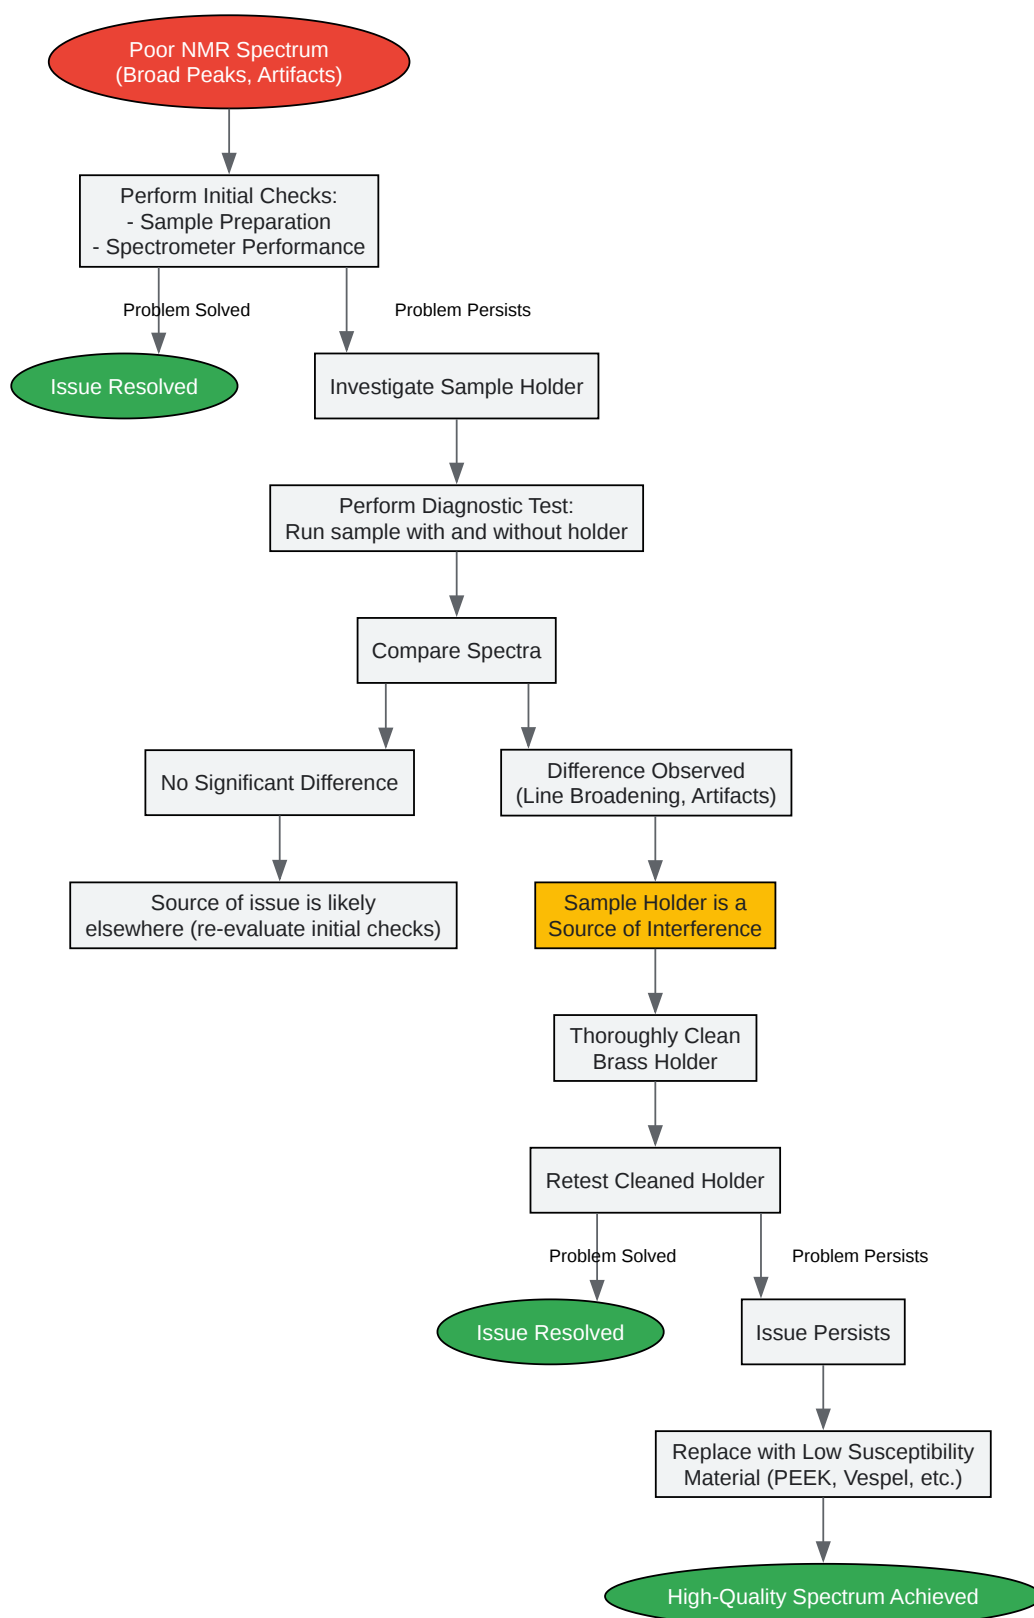 Poor NMR Spectrum
(Broad Peaks, Artifacts)
Perform Initial Checks:
- Sample Preparation
- Spectrometer Performance
Problem Solved
Problem Persists
Issue Resolved
Investigate Sample Holder
Perform Diagnostic Test:
Run sample with and without holder
Compare Spectra
No Significant Difference
Difference Observed
(Line Broadening, Artifacts)
Source of issue is likely
elsewhere (re-evaluate initial checks)
Sample Holder is a
Source of Interference
Thoroughly Clean
Brass Holder
Retest Cleaned Holder
Problem Solved
Problem Persists
Issue Resolved
Issue Persists
Replace with Low Susceptibility
Material (PEEK, Vespel, etc.)
High-Quality Spectrum Achieved